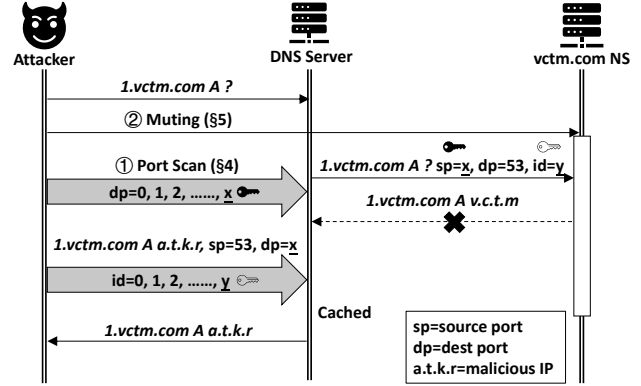 Attacker
DNS Server
vctm.com NS
1.vctm.com A ?
② Muting (§5)
① Port Scan (§4)
dp=0, 1, 2, ……, x
1.vctm.com A ? sp=x, dp=53, id=y
1.vctm.com A v.c.t.m
1.vctm.com A a.t.k.r, sp=53, dp=x
id=0, 1, 2, ……, y
Cached
1.vctm.com A a.t.k.r
sp=source port
dp=dest port
a.t.k.r=malicious IP